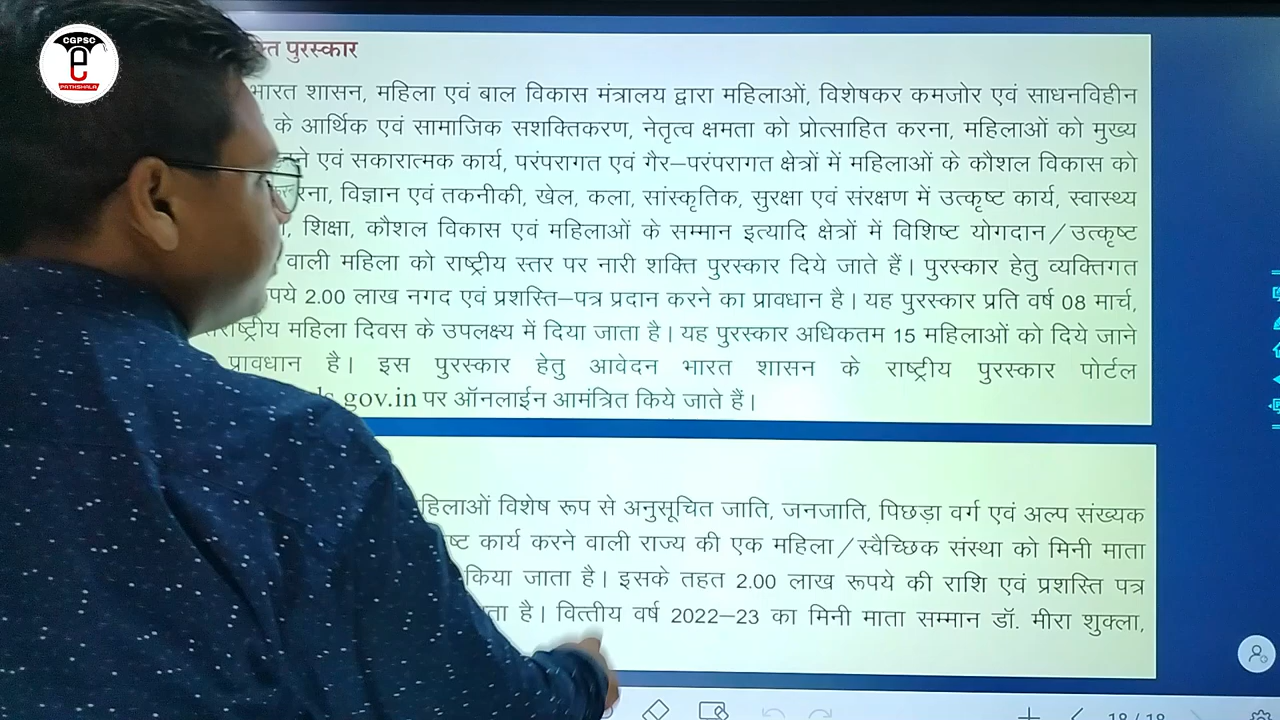 CGPSC
e
PATHSHALA
पुरस्कार
भारत शासन, महिला एवं बाल विकास मंत्रालय द्वारा महिलाओं, विशेषकर कमजोर एवं साधनविहीन
के आर्थिक एवं सामाजिक सशक्तिकरण, नेतृत्व क्षमता को प्रोत्साहित करना, महिलाओं को मुख्य
एवं सकारात्मक कार्य, परंपरागत एवं गैर–परंपरागत क्षेत्रों में महिलाओं के कौशल विकास को
विज्ञान एवं तकनीकी, खेल, कला, सांस्कृतिक, सुरक्षा एवं संरक्षण में उत्कृष्ट कार्य, स्वास्थ्य
शिक्षा, कौशल विकास एवं महिलाओं के सम्मान इत्यादि क्षेत्रों में विशिष्ट योगदान/उत्कृष्ट
वाली महिला को राष्ट्रीय स्तर पर नारी शक्ति पुरस्कार दिये जाते हैं। पुरस्कार हेतु व्यक्तिगत
2.00 लाख नगद एवं प्रशस्ति–पत्र प्रदान करने का प्रावधान है। यह पुरस्कार प्रति वर्ष 08 मार्च,
महिला दिवस के उपलक्ष्य में दिया जाता है। यह पुरस्कार अधिकतम 15 महिलाओं को दिये जाने
प्रावधान है। इस पुरस्कार हेतु आवेदन भारत शासन के राष्ट्रीय पुरस्कार पोर्टल
gov.in पर ऑनलाईन आमंत्रित किये जाते हैं।
विशेष रूप से अनुसूचित जाति, जनजाति, पिछड़ा वर्ग एवं अल्प संख्यक
कार्य करने वाली राज्य की एक महिला/स्वैच्छिक संस्था को मिनी माता
किया जाता है। इसके तहत 2.00 लाख रूपये की राशि एवं प्रशस्ति पत्र
है। वित्तीय वर्ष 2022–23 का मिनी माता सम्मान डॉ. मीरा शुक्ला,